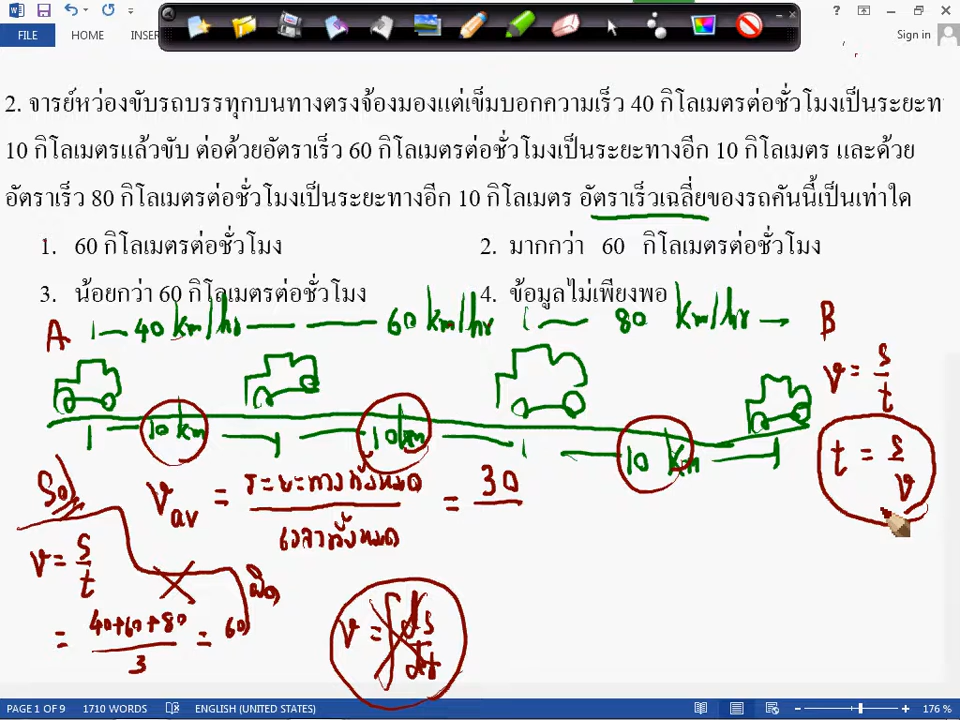 FILE HOME INSER
Sign in
2. จารย์หว่องขับรถบรรทุกบนทางตรงจ้องมองแต่เข็มบอกความเร็ว 40 กิโลเมตรต่อชั่วโมงเป็นระยะท
10 กิโลเมตรแล้วขับ ต่อด้วยอัตราเร็ว 60 กิโลเมตรต่อชั่วโมงเป็นระยะทางอีก 10 กิโลเมตร และด้วย
อัตราเร็ว 80 กิโลเมตรต่อชั่วโมงเป็นระยะทางอีก 10 กิโลเมตร อัตราเร็วเฉลี่ยของรถคันนี้เป็นเท่าใด
1. 60 กิโลเมตรต่อชั่วโมง 2. มากกว่า 60 กิโลเมตรต่อชั่วโมง
3. น้อยกว่า 60 กิโลเมตรต่อชั่วโมง 4. ข้อมูลไม่เพียงพอ
A 40 km/hr 60 km/hr 80 km/hr B
v = s/t
10 km 10 km 10 km
t = s/v
Sol
v av = ระยะทางทั้งหมด / เวลาทั้งหมด = 30
v = s/t
ผิด
= 40+60+80 / 3 = 60
v = ds/dt
PAGE 1 OF 9 1710 WORDS ENGLISH (UNITED STATES) 176 %